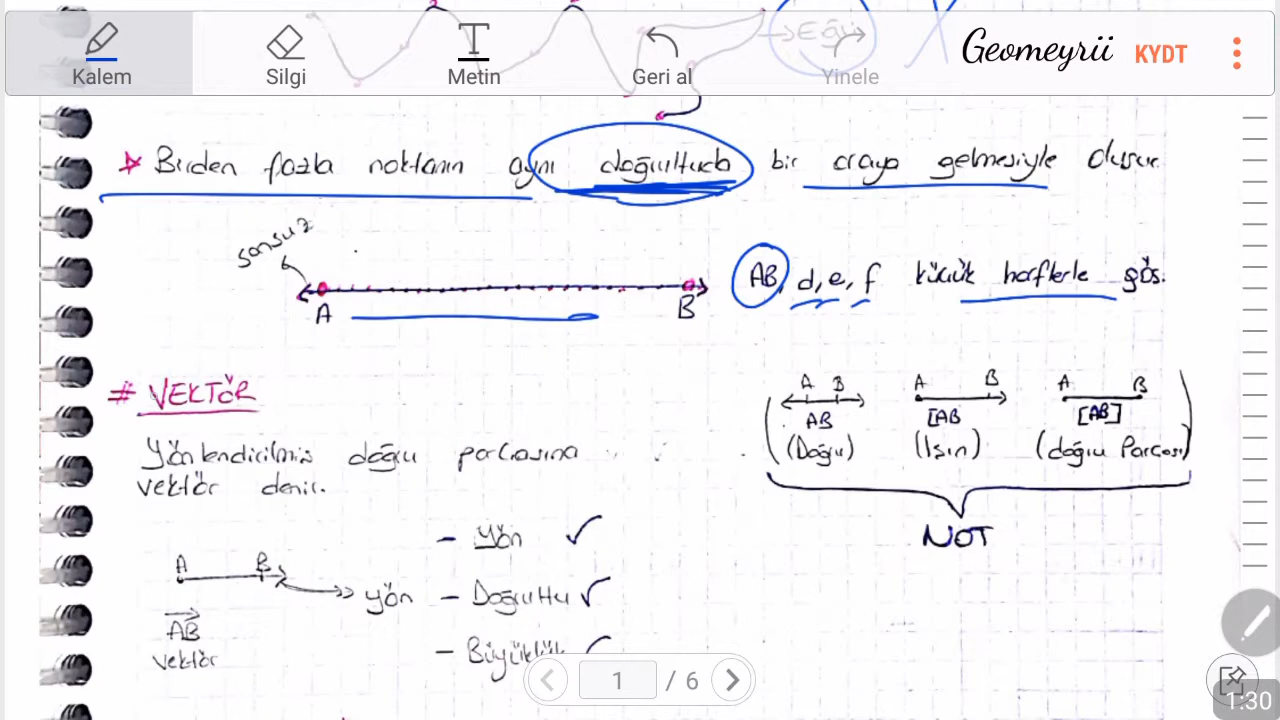 → Eğri
Kalem Silgi Metin Geri al Yinele
Geomeyrii KYDT
Birden fazla noktanın aynı doğrultuda bir araya gelmesiyle oluşur.
sonsuz
A B
AB, d, e, f küçük harflerle gös.
# VEKTÖR
Yönlendirilmiş doğru parçasına
vektör denir.
A B A B A B
AB [AB [AB]
(Doğru) (Işın) (doğru Parçası)
NOT
A B
yön
AB
vektör
- Yön ✓
- Doğrultu ✓
- Büyüklük ✓
1 / 6
1:30